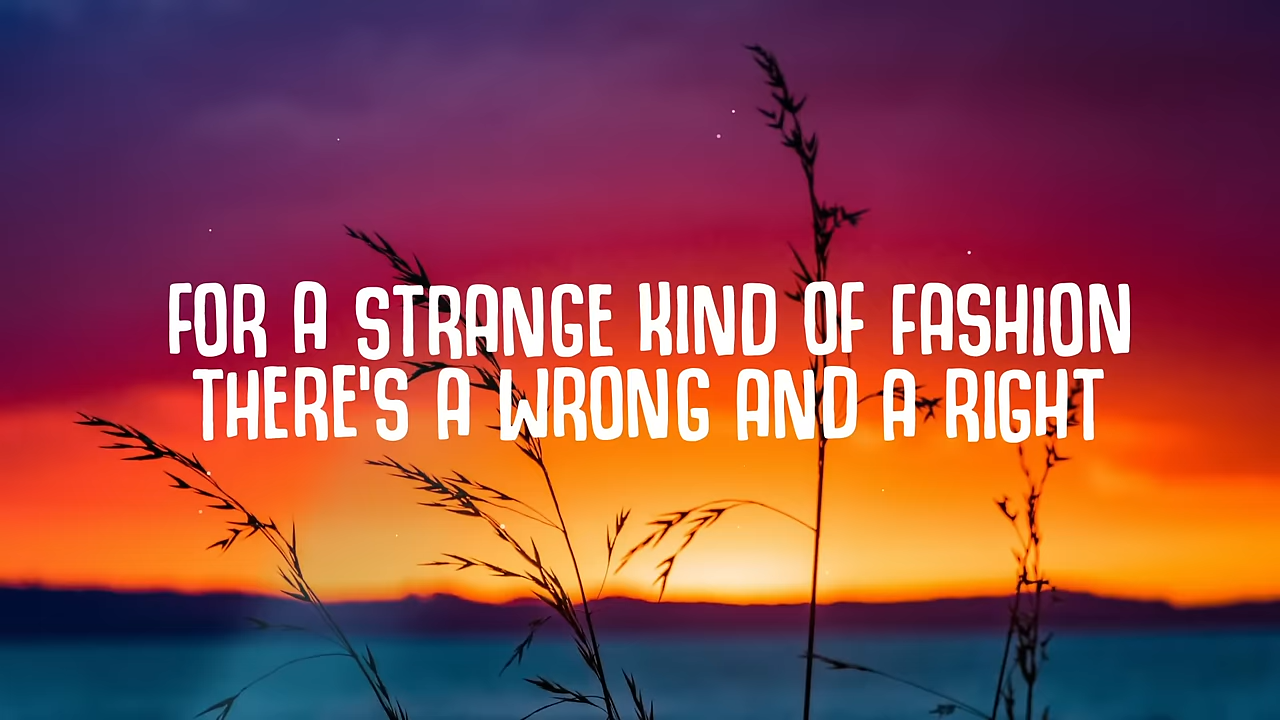 FOR A STRANGE KIND OF FASHION
THERE'S A WRONG AND A RIGHT